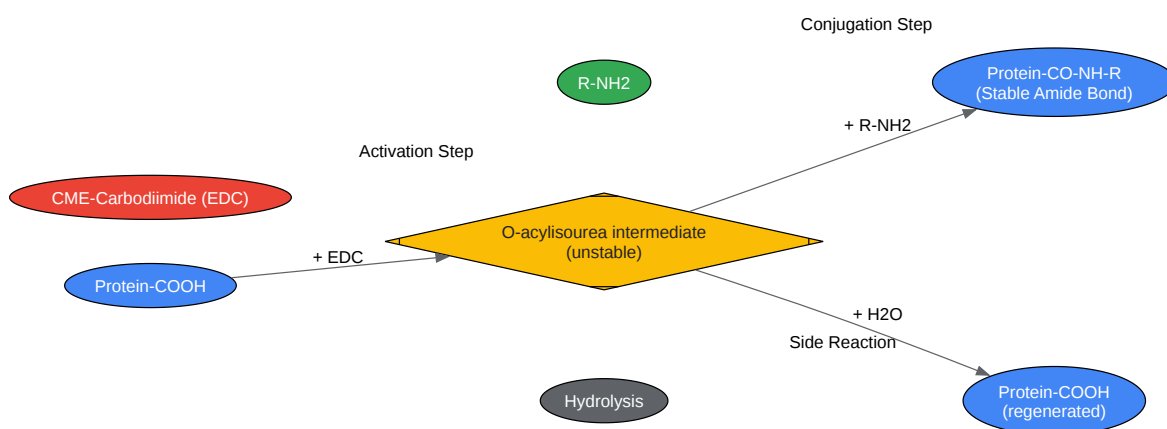 Conjugation Step
R-NH2
Protein-CO-NH-R
(Stable Amide Bond)
+ R-NH2
Activation Step
CME-Carbodiimide (EDC)
O-acylisourea intermediate
(unstable)
+ EDC
Protein-COOH
+ H2O
Side Reaction
Hydrolysis
Protein-COOH
(regenerated)